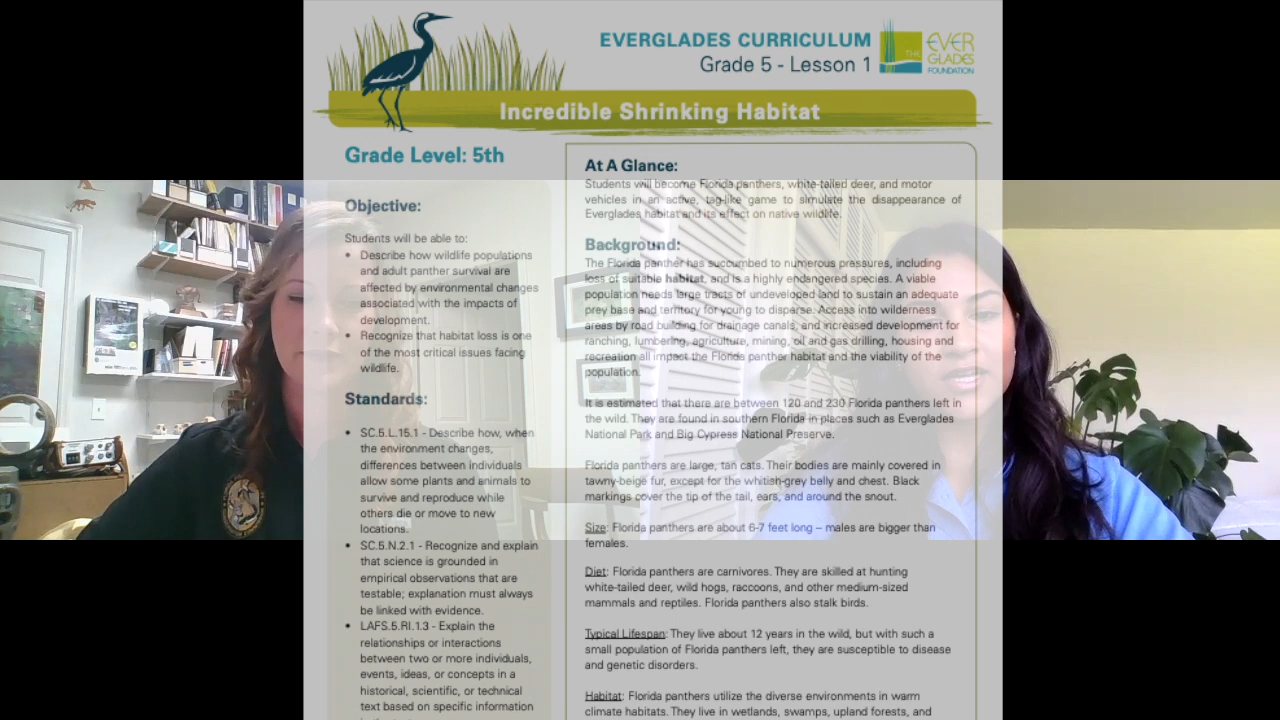 EVERGLADES CURRICULUM
Grade 5 - Lesson 1
THE
EVER
GLADES
FOUNDATION
Incredible Shrinking Habitat
Grade Level: 5th
Objective:
Students will be able to:
• Describe how wildlife populations
and adult panther survival are
affected by environmental changes
associated with the impacts of
development.
• Recognize that habitat loss is one
of the most critical issues facing
wildlife.
Standards:
• SC.5.L.15.1 - Describe how, when
the environment changes,
differences between individuals
allow some plants and animals to
survive and reproduce while
others die or move to new
locations.
• SC.5.N.2.1 - Recognize and explain
that science is grounded in
empirical observations that are
testable; explanation must always
be linked with evidence.
• LAFS.5.RI.1.3 - Explain the
relationships or interactions
between two or more individuals,
events, ideas, or concepts in a
historical, scientific, or technical
text based on specific information
At A Glance:
Students will become Florida panthers, white-tailed deer, and motor
vehicles in an active, tag-like game to simulate the disappearance of
Everglades habitat and its effect on native wildlife.
Background:
The Florida panther has succumbed to numerous pressures, including
loss of suitable habitat, and is a highly endangered species. A viable
population needs large tracts of undeveloped land to sustain an adequate
prey base and territory for young to disperse. Access into wilderness
areas by road building for drainage canals, and increased development for
ranching, lumbering, agriculture, mining, oil and gas drilling, housing and
recreation all impact the Florida panther habitat and the viability of the
population.
It is estimated that there are between 120 and 230 Florida panthers left in
the wild. They are found in southern Florida in places such as Everglades
National Park and Big Cypress National Preserve.
Florida panthers are large, tan cats. Their bodies are mainly covered in
tawny-beige fur, except for the whitish-grey belly and chest. Black
markings cover the tip of the tail, ears, and around the snout.
Size: Florida panthers are about 6-7 feet long – males are bigger than
females.
Diet: Florida panthers are carnivores. They are skilled at hunting
white-tailed deer, wild hogs, raccoons, and other medium-sized
mammals and reptiles. Florida panthers also stalk birds.
Typical Lifespan: They live about 12 years in the wild, but with such a
small population of Florida panthers left, they are susceptible to disease
and genetic disorders.
Habitat: Florida panthers utilize the diverse environments in warm
climate habitats. They live in wetlands, swamps, upland forests, and